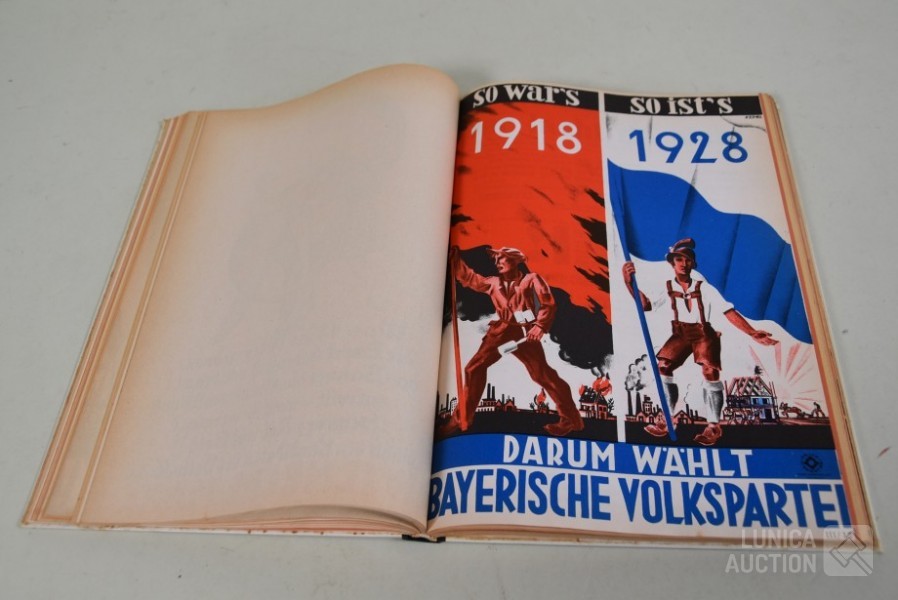 so war's
1918
so ist's
1928
DARUM WÄHLT
BAYERISCHE VOLKSPARTEI
LUNICA
AUCTION